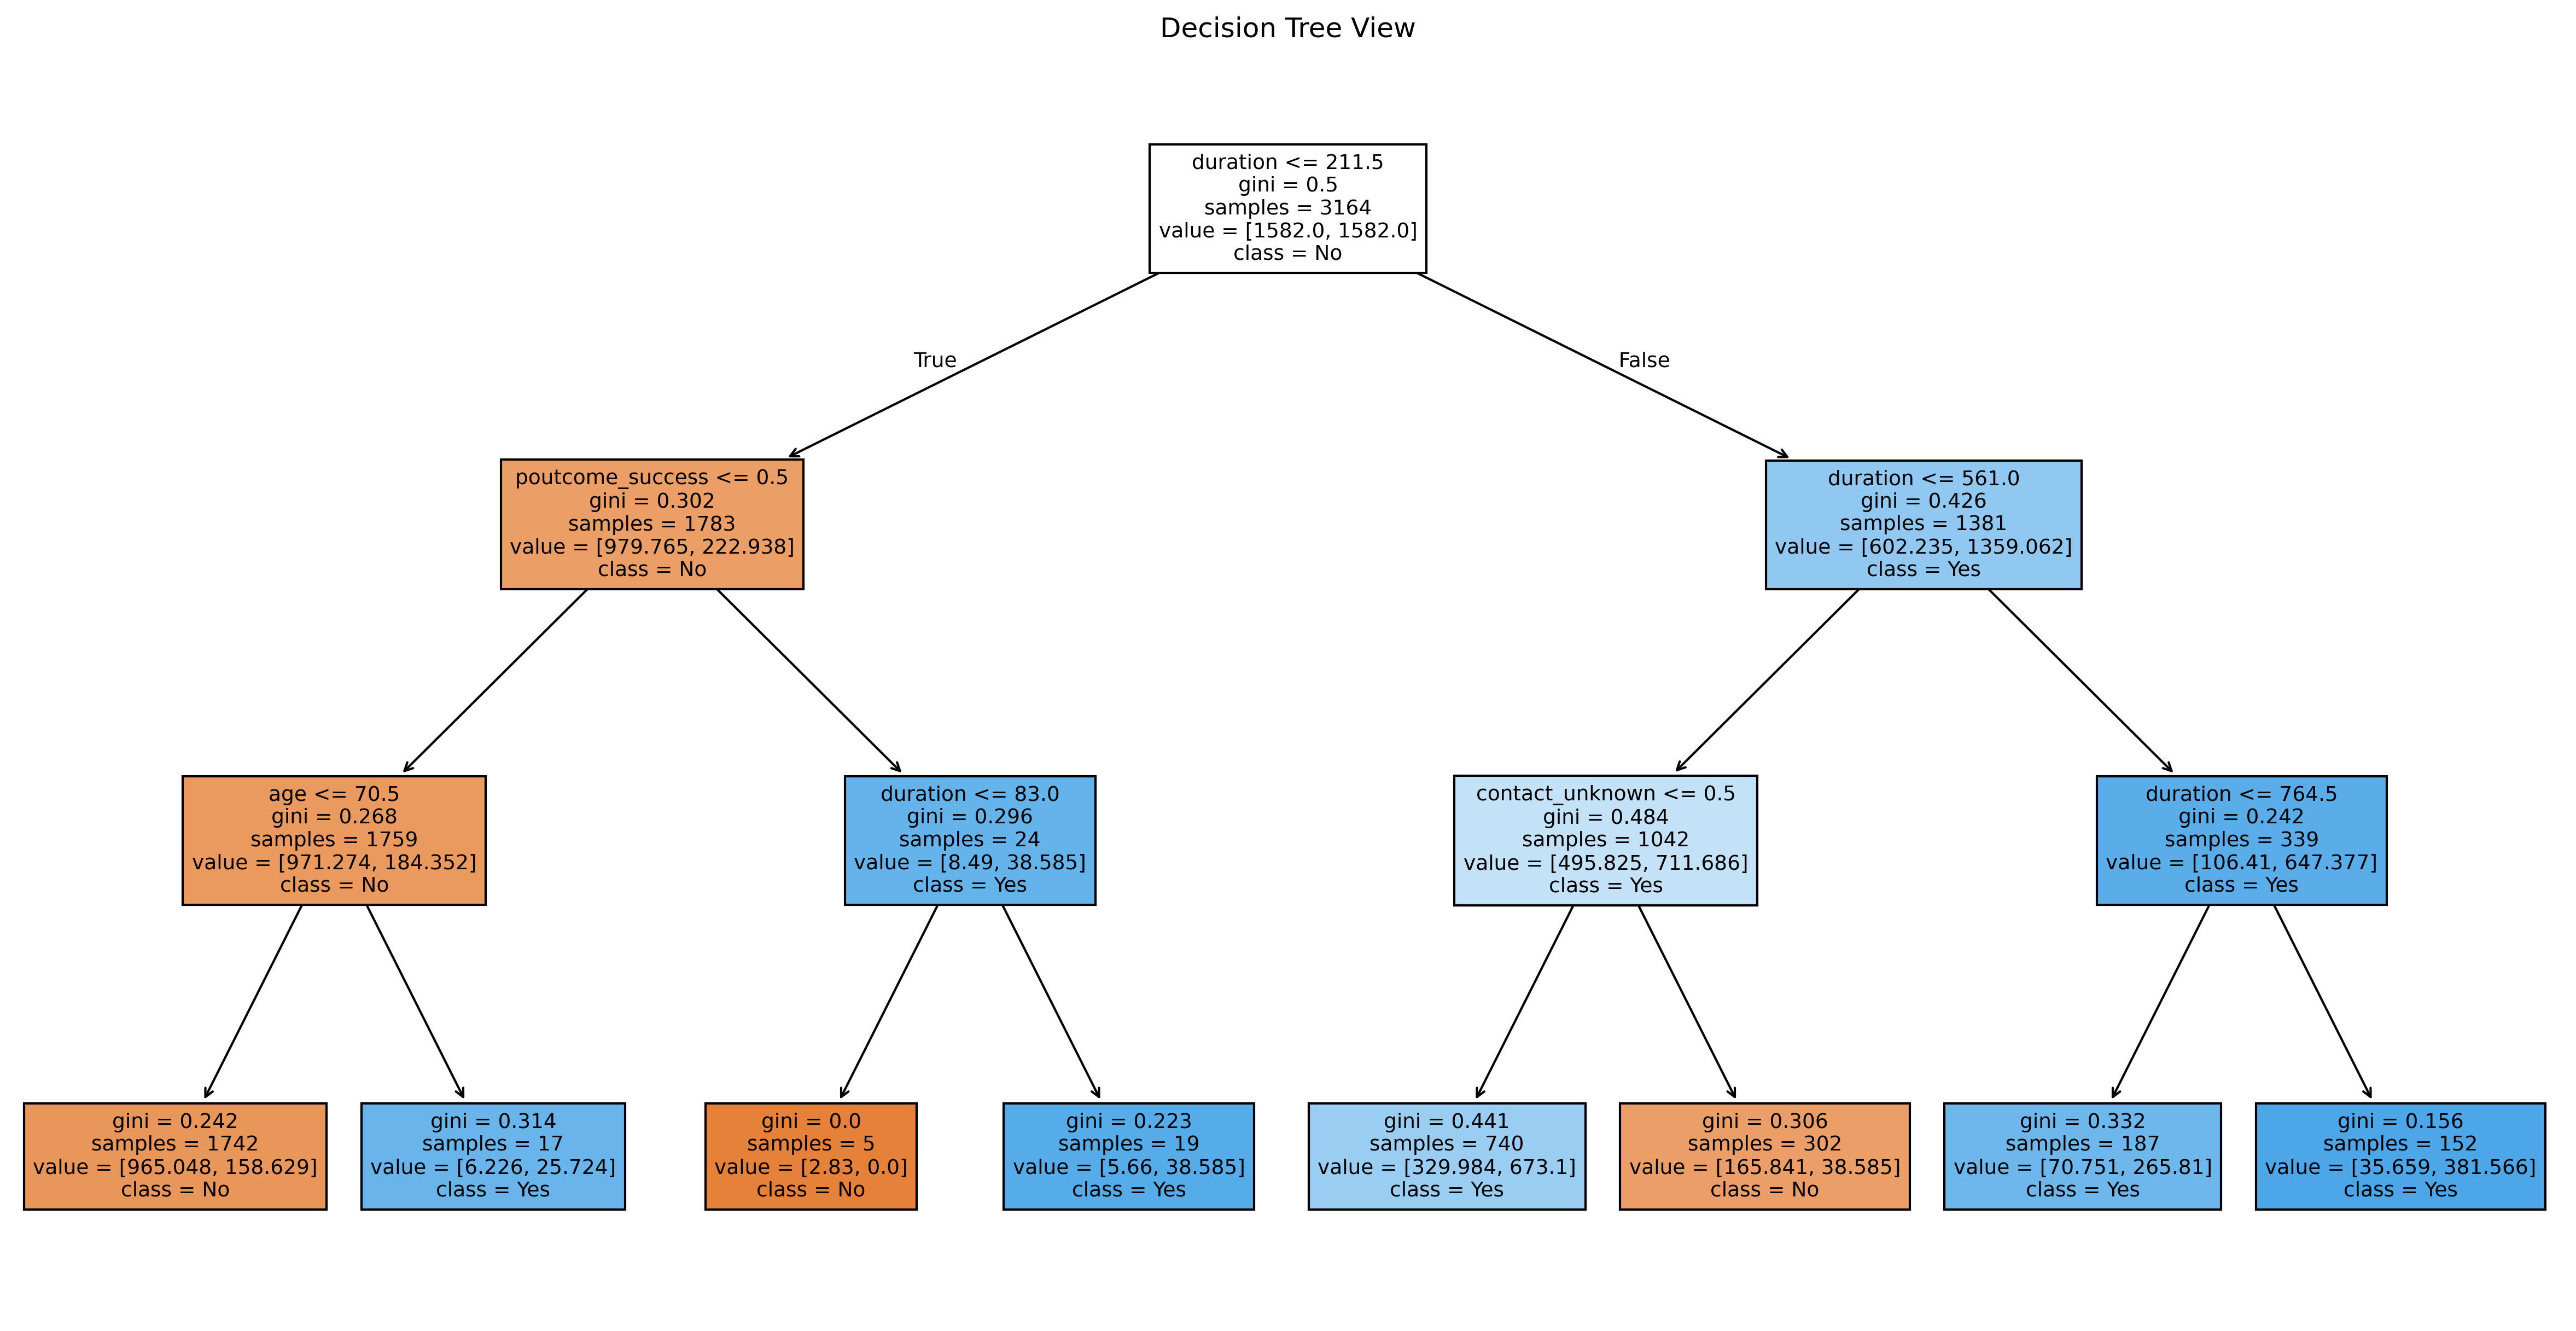 Decision Tree View
duration <= 211.5
gini = 0.5
samples = 3164
value = [1582.0, 1582.0]
class = No
True
False
poutcome_success <= 0.5
gini = 0.302
samples = 1783
value = [979.765, 222.938]
class = No
duration <= 561.0
gini = 0.426
samples = 1381
value = [602.235, 1359.062]
class = Yes
age <= 70.5
gini = 0.268
samples = 1759
value = [971.274, 184.352]
class = No
duration <= 83.0
gini = 0.296
samples = 24
value = [8.49, 38.585]
class = Yes
contact_unknown <= 0.5
gini = 0.484
samples = 1042
value = [495.825, 711.686]
class = Yes
duration <= 764.5
gini = 0.242
samples = 339
value = [106.41, 647.377]
class = Yes
gini = 0.242
samples = 1742
value = [965.048, 158.629]
class = No
gini = 0.314
samples = 17
value = [6.226, 25.724]
class = Yes
gini = 0.0
samples = 5
value = [2.83, 0.0]
class = No
gini = 0.223
samples = 19
value = [5.66, 38.585]
class = Yes
gini = 0.441
samples = 740
value = [329.984, 673.1]
class = Yes
gini = 0.306
samples = 302
value = [165.841, 38.585]
class = No
gini = 0.332
samples = 187
value = [70.751, 265.81]
class = Yes
gini = 0.156
samples = 152
value = [35.659, 381.566]
class = Yes